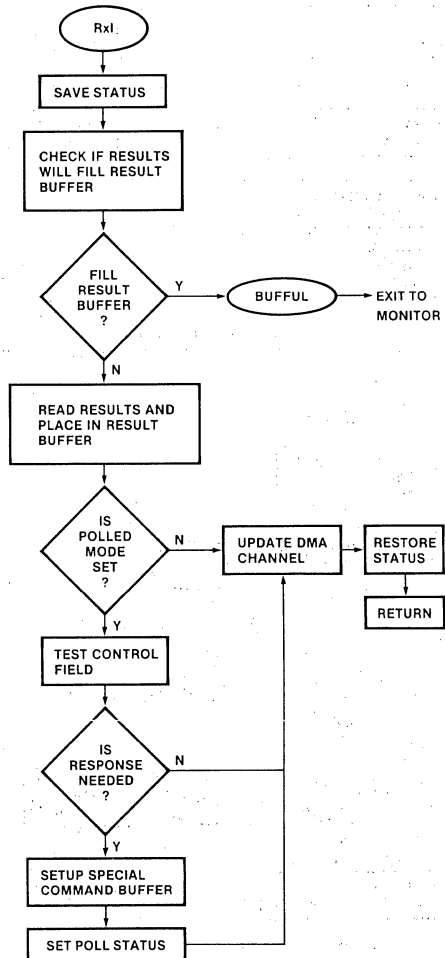 RxI
SAVE STATUS
CHECK IF RESULTS
WILL FILL RESULT
BUFFER
FILL
RESULT
BUFFER
?
Y
BUFFUL
EXIT TO
MONITOR
N
READ RESULTS AND
PLACE IN RESULT
BUFFER
IS
POLLED
MODE
SET
?
N
UPDATE DMA
CHANNEL
RESTORE
STATUS
RETURN
Y
TEST CONTROL
FIELD
IS
RESPONSE
NEEDED
?
N
Y
SETUP SPECIAL
COMMAND BUFFER
SET POLL STATUS